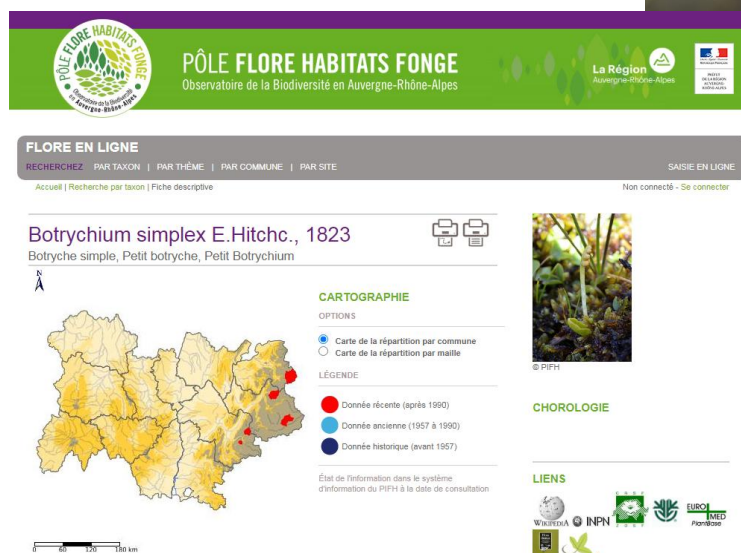 PÔLE FLORE HABITATS FONGE
Observatoire de la Biodiversité en Auvergne-Rhône-Alpes
PÔLE FLORE HABITATS FONGE
La Région
Auvergne-Rhône-Alpes
FLORE EN LIGNE
RECHERCHEZ PAR TAXON | PAR THÈME | PAR COMMUNE | PAR SITE
SAISIE EN LIGNE
Accueil | Recherche par taxon | Fiche descriptive
Non connecté - Se connecter
Botrychium simplex E.Hitchc., 1823
Botryche simple, Petit botryche, Petit Botrychium
N
CARTOGRAPHIE
OPTIONS
Carte de la répartition par commune
Carte de la répartition par maille
LÉGENDE
Donnée récente (après 1990)
Donnée ancienne (1957 à 1990)
Donnée historique (avant 1957)
État de l'information dans le système
d'information du PIFH à la date de consultation
0 60 120 180 km
© PIFH
CHOROLOGIE
LIENS
WIKIPEDIA
INPN
EURO
MED
PlantBase